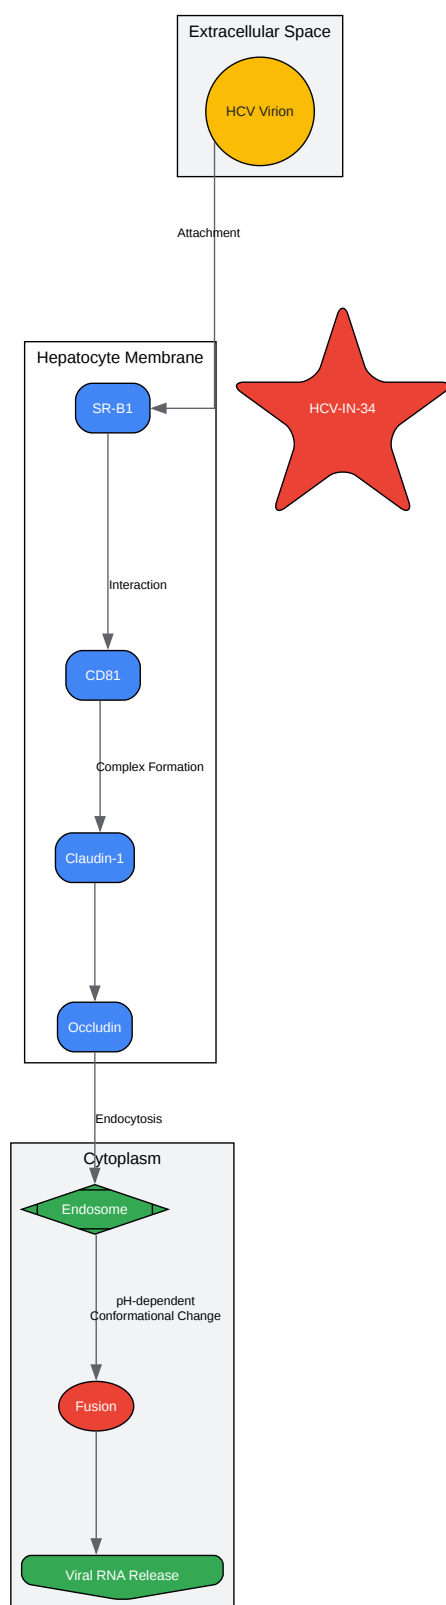 Extracellular Space
HCV Virion
Attachment
Hepatocyte Membrane
SR-B1
HCV-IN-34
Interaction
CD81
Complex Formation
Claudin-1
Occludin
Endocytosis
Cytoplasm
Endosome
pH-dependent
Conformational Change
Fusion
Viral RNA Release